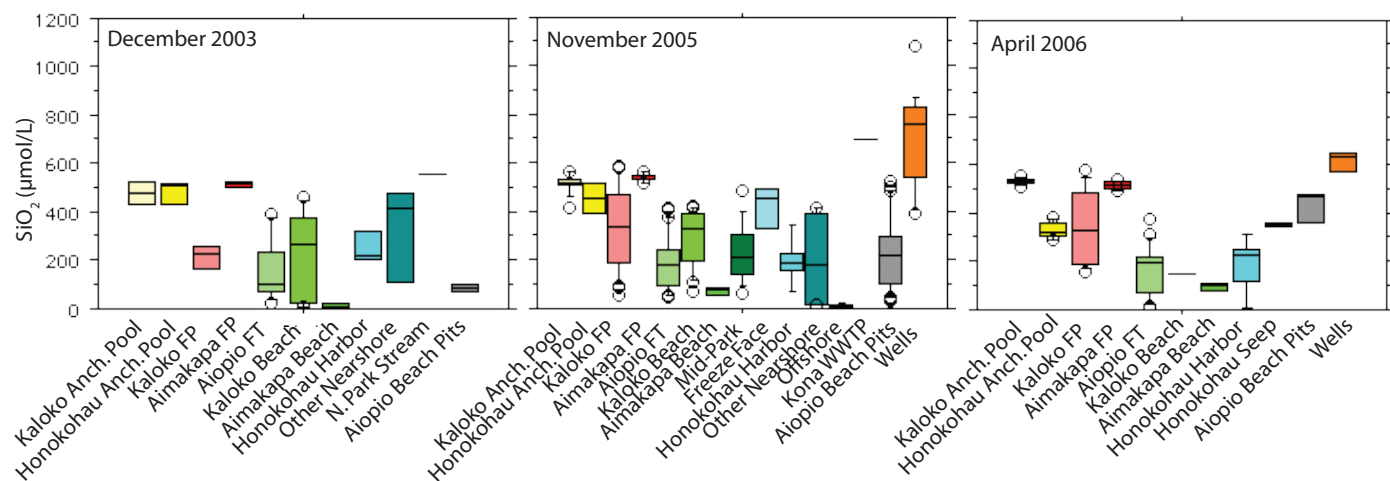 1200
1000
800
600
400
200
0
SiO2 (µmol/L)
December 2003
Kaloko Anch. Pool
Honokohau Anch. Pool
Kaloko FP
Aimakapa FP
Aiopio FT
Kaloko Beach
Aimakapa Beach
Honokohau Harbor
Other Nearshore
N. Park Stream
Aiopio Beach Pits
November 2005
Kaloko Anch. Pool
Honokohau Anch. Pool
Kaloko FP
Aimakapa FP
Aiopio FT
Kaloko Beach
Aimakapa Beach
Mid-Park
Freeze Face
Honokohau Harbor
Other Nearshore
Offshore
Kona WWTP
Aiopio Beach Pits
Wells
April 2006
Kaloko Anch. Pool
Honokohau Anch. Pool
Kaloko FP
Aimakapa FP
Aiopio FT
Kaloko Beach
Aimakapa Beach
Honokohau Harbor
Honokohau Seep
Aiopio Beach Pits
Wells